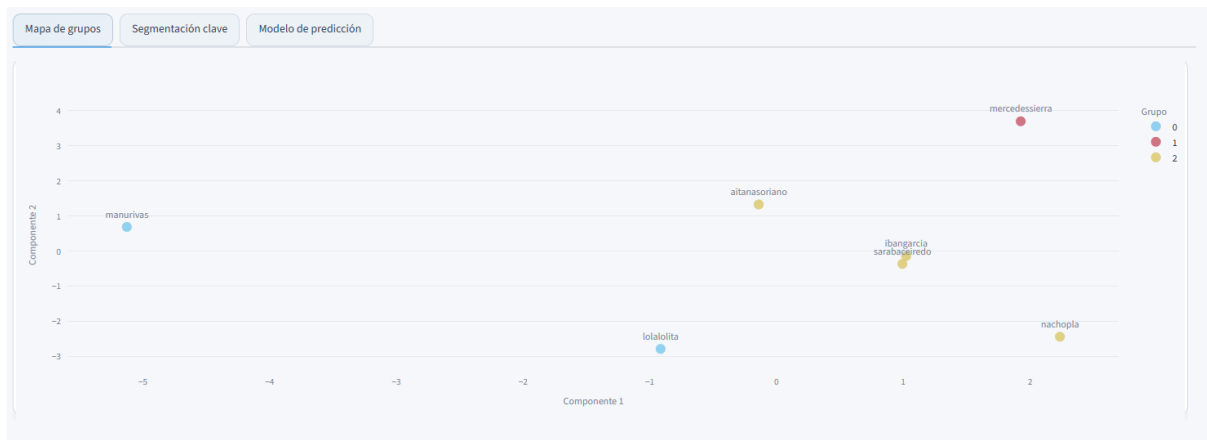 Mapa de grupos
Segmentación clave
Modelo de predicción
mercedessierra
Grupo
0
1
2
aitanasoriano
manurivas
ibangarcia
nachopla
lolalolita
4
3
2
1
0
−1
−2
−3
Componente 2
−5
−4
−3
−2
−1
0
1
2
Componente 1